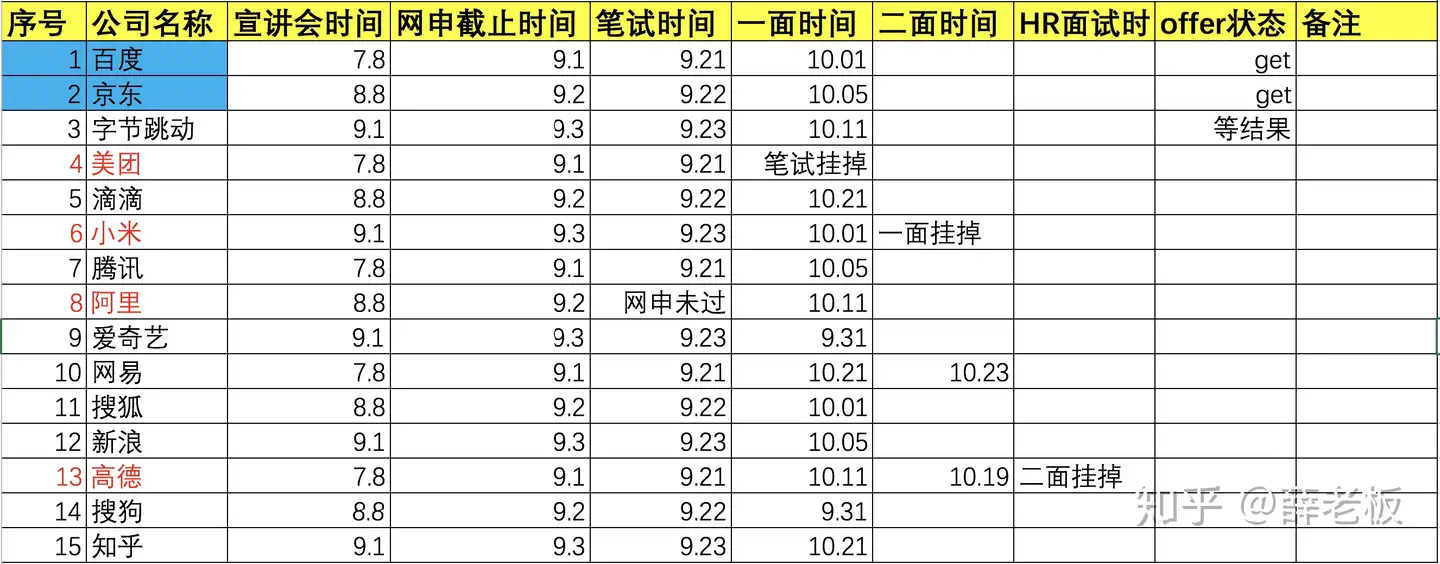 序号 公司名称 宣讲会时间 网申截止时间 笔试时间 一面时间 二面时间 HR面试时 offer状态 备注
1 百度 7.8 9.1 9.21 10.01 get
2 京东 8.8 9.2 9.22 10.05 get
3 字节跳动 9.1 9.3 9.23 10.11 等结果
4 美团 7.8 9.1 9.21 笔试挂掉
5 滴滴 8.8 9.2 9.22 10.21
6 小米 9.1 9.3 9.23 10.01 一面挂掉
7 腾讯 7.8 9.1 9.21 10.05
8 阿里 8.8 9.2 网申未过 10.11
9 爱奇艺 9.1 9.3 9.23 9.31
10 网易 7.8 9.1 9.21 10.21 10.23
11 搜狐 8.8 9.2 9.22 10.01
12 新浪 9.1 9.3 9.23 10.05
13 高德 7.8 9.1 9.21 10.11 10.19 二面挂掉
14 搜狗 8.8 9.2 9.22 9.31
15 知乎 9.1 9.3 9.23 10.21
知乎 @薛老板